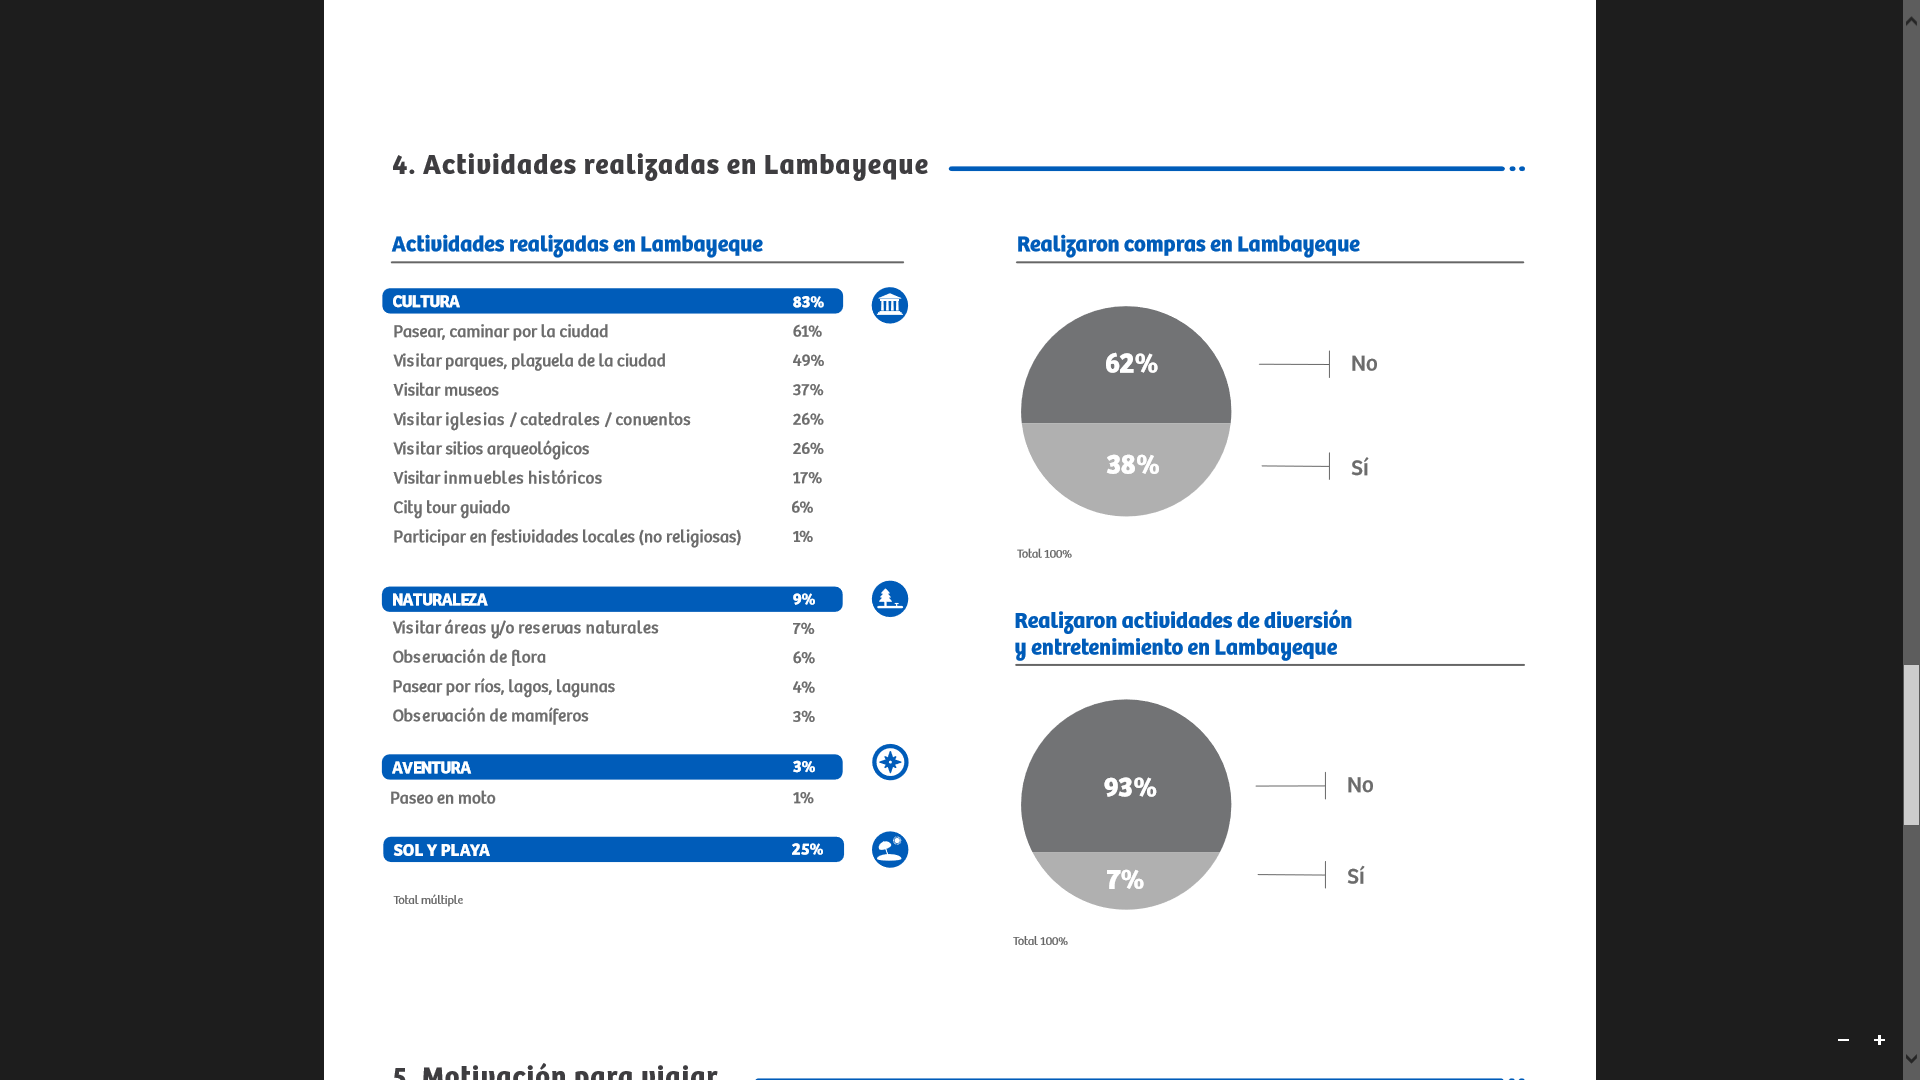 4. Actividades realizadas en Lambayeque
Actividades realizadas en Lambayeque
CULTURA 83%
Pasear, caminar por la ciudad 61%
Visitar parques, plazuela de la ciudad 49%
Visitar museos 37%
Visitar iglesias / catedrales / conventos 26%
Visitar sitios arqueológicos 26%
Visitar inmuebles históricos 17%
City tour guiado 6%
Participar en festividades locales (no religiosas) 1%
NATURALEZA 9%
Visitar áreas y/o reservas naturales 7%
Observación de flora 6%
Pasear por ríos, lagos, lagunas 4%
Observación de mamíferos 3%
AVENTURA 3%
Paseo en moto 1%
SOL Y PLAYA 25%
Total múltiple
Realizaron compras en Lambayeque
62% No
38% Sí
Total 100%
Realizaron actividades de diversión
y entretenimiento en Lambayeque
93% No
7% Sí
Total 100%
5. Motivación para viajar